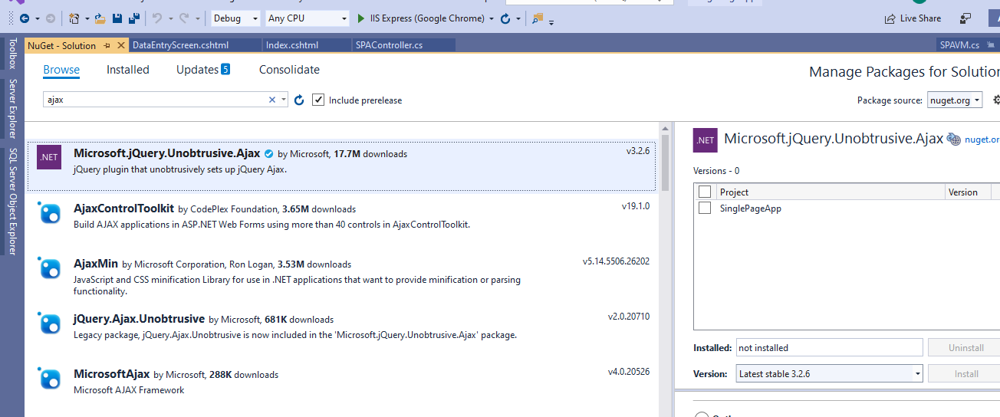 Debug
Any CPU
IIS Express (Google Chrome)
Live Share
NuGet - Solution
DataEntryScreen.cshtml
Index.cshtml
SPAController.cs
SPAVM.cs
Toolbox
Server Explorer
SQL Server Object Explorer
Browse
Installed
Updates 5
Consolidate
Manage Packages for Solution
ajax
Include prerelease
Package source: nuget.org
.NET
Microsoft.jQuery.Unobtrusive.Ajax by Microsoft, 17.7M downloads
v3.2.6
jQuery plugin that unobtrusively sets up jQuery Ajax.
AjaxControlToolkit by CodePlex Foundation, 3.65M downloads
v19.1.0
Build AJAX applications in ASP.NET Web Forms using more than 40 controls in AjaxControlToolkit.
AjaxMin by Microsoft Corporation, Ron Logan, 3.53M downloads
v5.14.5506.26202
JavaScript and CSS minification Library for use in .NET applications that want to provide minification or parsing
functionality.
jQuery.Ajax.Unobtrusive by Microsoft, 681K downloads
v2.0.20710
Legacy package, jQuery.Ajax.Unobtrusive is now included in the 'Microsoft.jQuery.Unobtrusive.Ajax' package.
MicrosoftAjax by Microsoft, 288K downloads
v4.0.20526
Microsoft AJAX Framework
.NET
Microsoft.jQuery.Unobtrusive.Ajax
nuget.or
Versions - 0
Project
Version
SinglePageApp
Installed: not installed
Uninstall
Version: Latest stable 3.2.6
Install